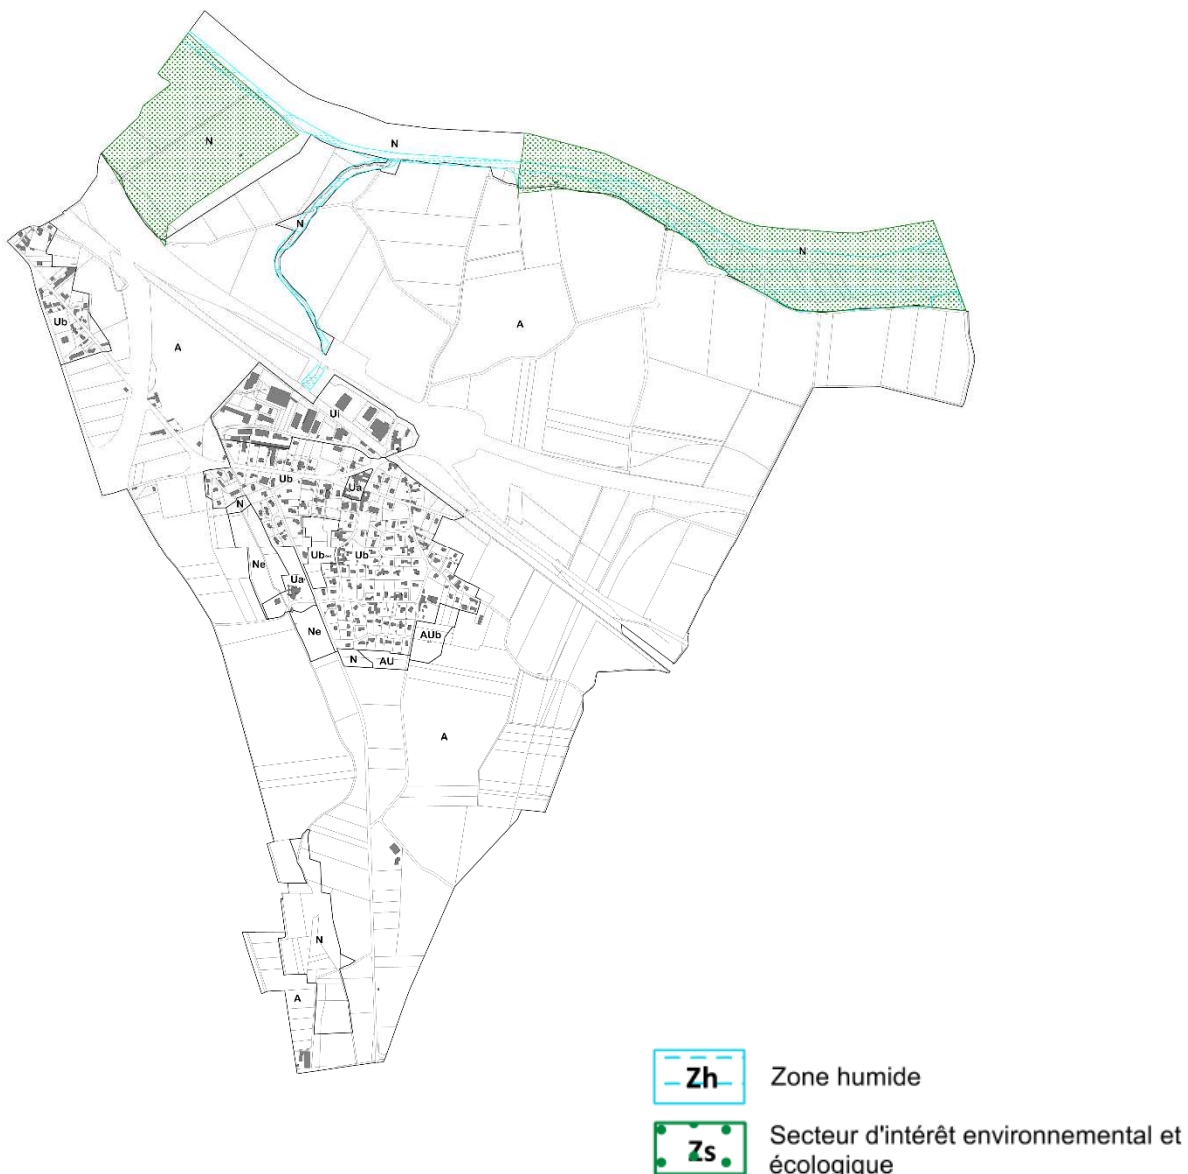 N
N
N
N
Ub
A
A
Ui
Ub
Ua
N
Ub
Ub
Ne
Ua
Ne
AUb
N
AU
A
N
A
Zh
Zone humide
Zs
Secteur d'intérêt environnemental et
écologique